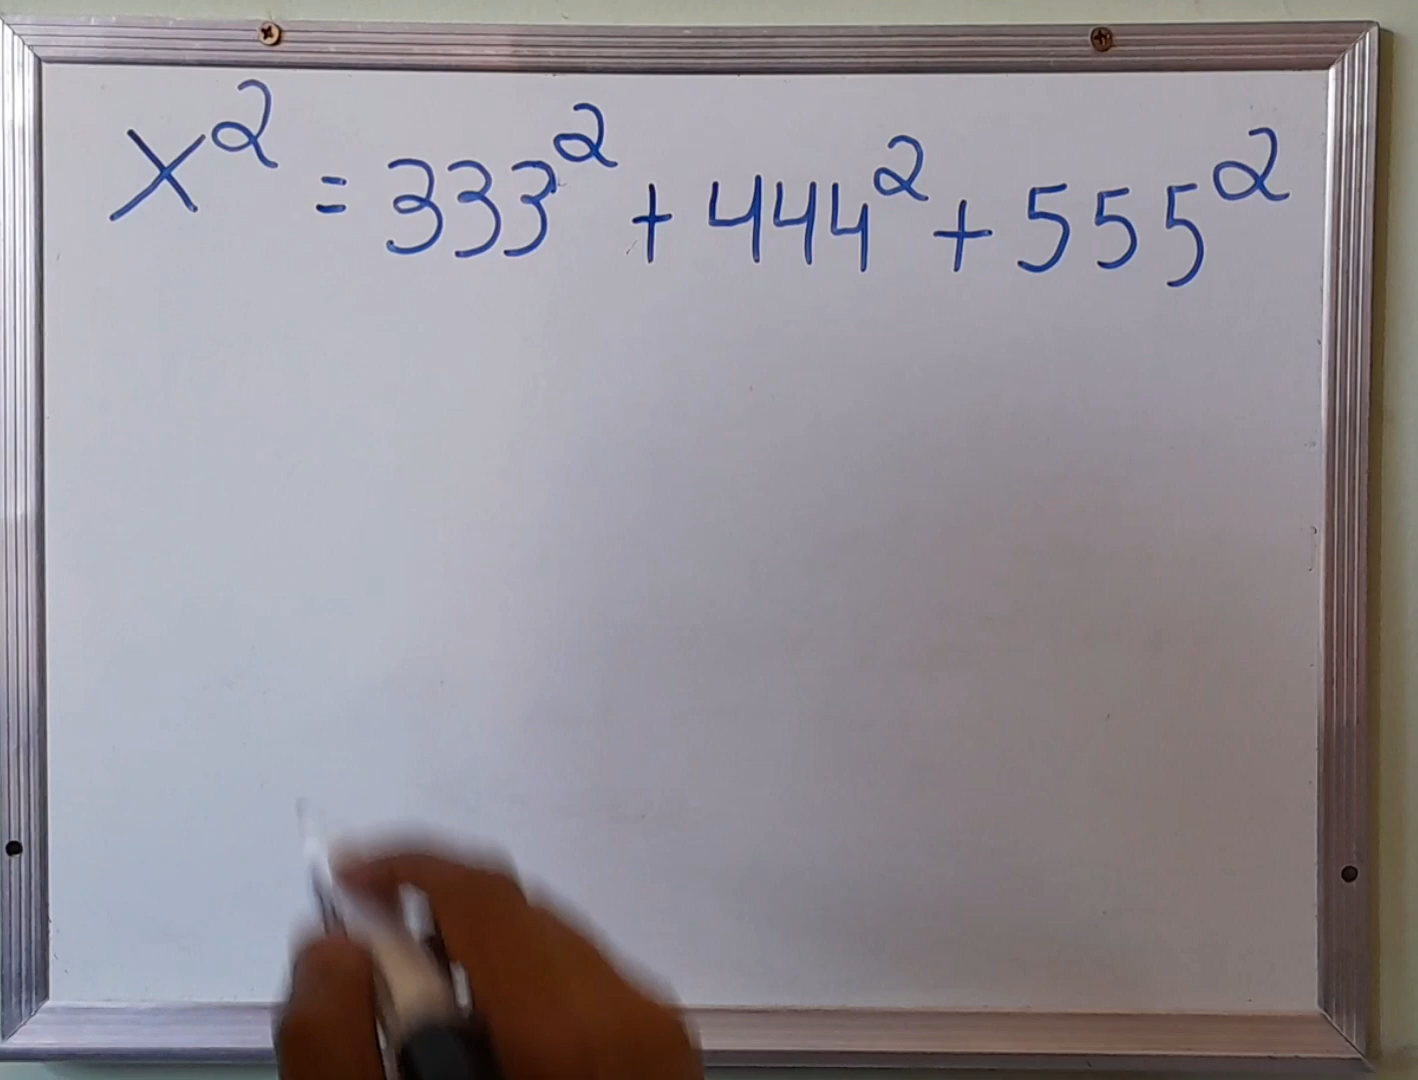 x² = 333² + 444² + 555²